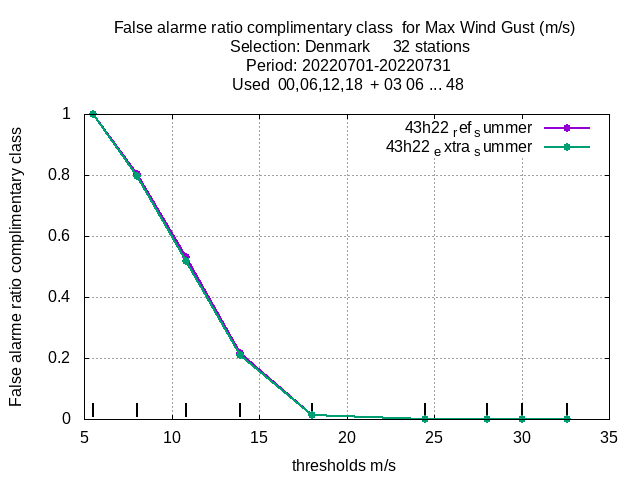 False alarme ratio complimentary class  for Max Wind Gust (m/s)
Selection: Denmark     32 stations
Period: 20220701-20220731
Used  00,06,12,18  + 03 06 ... 48
43h22 ref summer
43h22 extra summer
False alarme ratio complimentary class
1
0.8
0.6
0.4
0.2
0
5 10 15 20 25 30 35
thresholds m/s